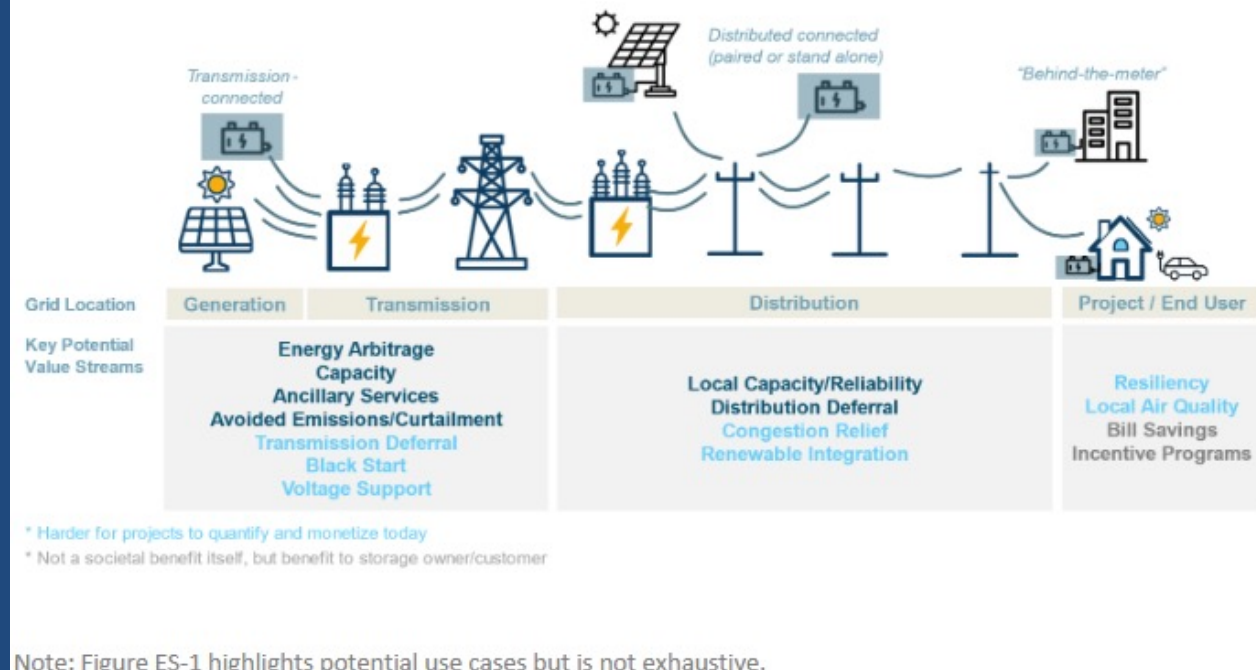 Transmission-
connected
Distributed connected
(paired or stand alone)
"Behind-the-meter"
Grid Location
Generation
Transmission
Distribution
Project / End User
Key Potential
Value Streams
Energy Arbitrage
Capacity
Ancillary Services
Avoided Emissions/Curtailment
Transmission Deferral
Black Start
Voltage Support
Local Capacity/Reliability
Distribution Deferral
Congestion Relief
Renewable Integration
Resiliency
Local Air Quality
Bill Savings
Incentive Programs
* Harder for projects to quantify and monetize today
* Not a societal benefit itself, but benefit to storage owner/customer
Note: Figure ES-1 highlights potential use cases but is not exhaustive.